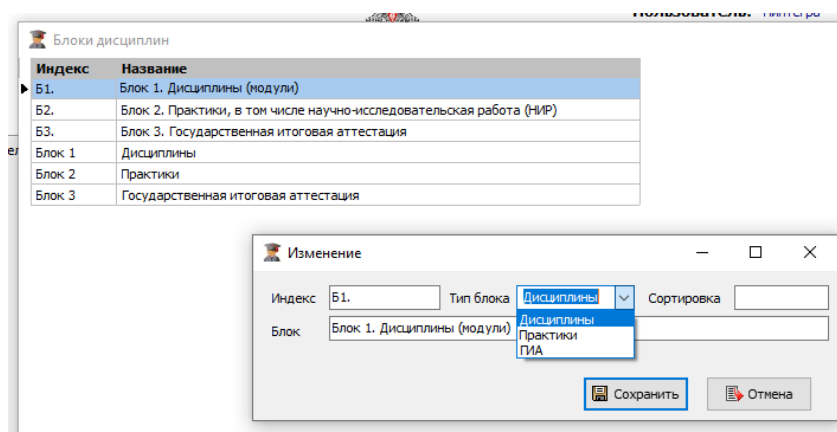 Пользователь:
Блоки дисциплин
Индекс Название
Б1. Блок 1. Дисциплины (модули)
Б2. Блок 2. Практики, в том числе научно-исследовательская работа (НИР)
Б3. Блок 3. Государственная итоговая аттестация
Блок 1 Дисциплины
Блок 2 Практики
Блок 3 Государственная итоговая аттестация
Изменение
Индекс Б1. Тип блока Дисциплины Сортировка
Дисциплины
Блок Блок 1. Дисциплины (модули)
Практики
ГИА
Сохранить Отмена